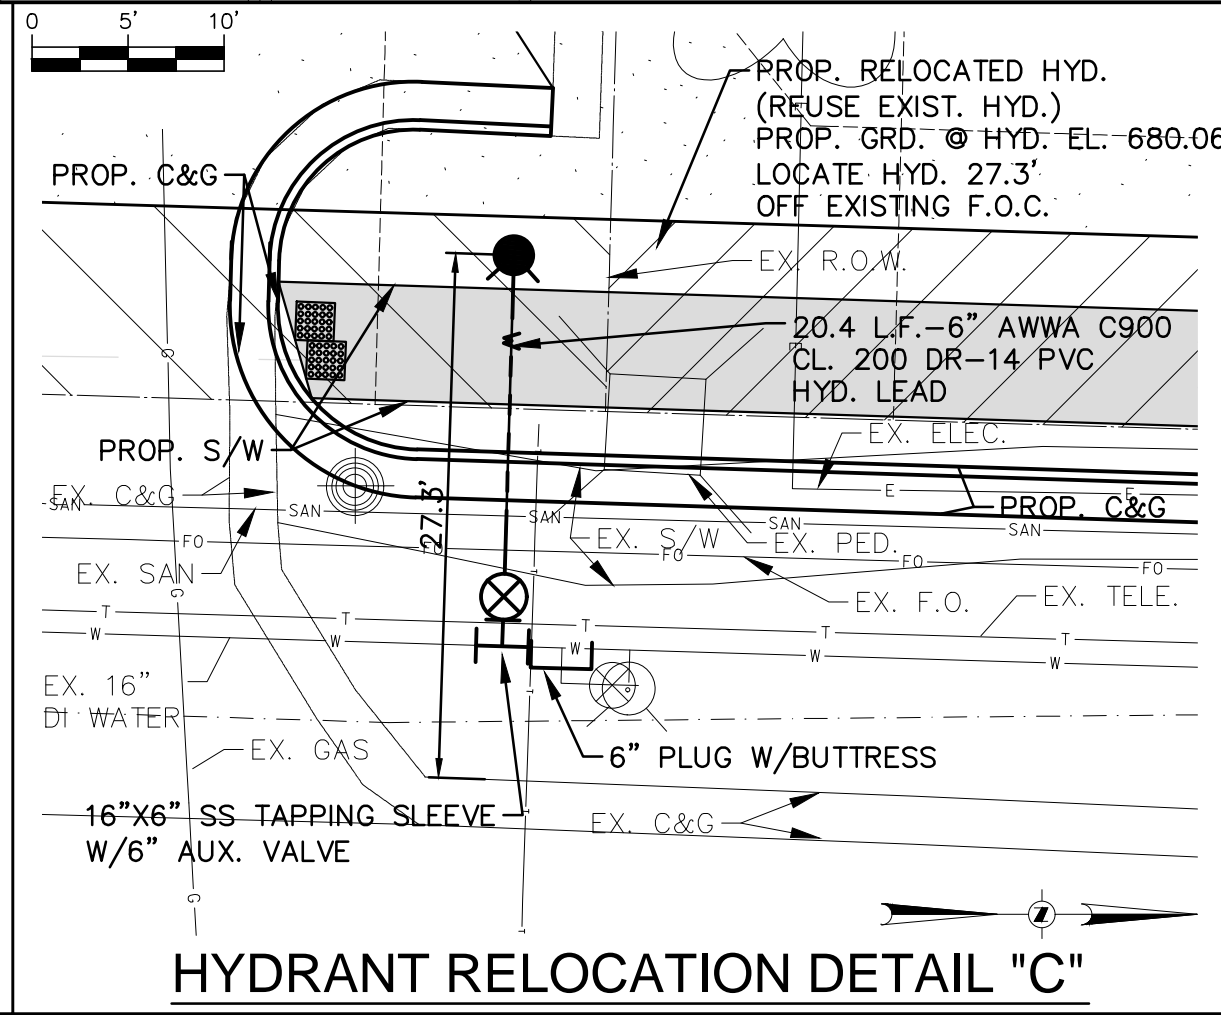 0 5' 10'
PROP. RELOCATED HYD.
(REUSE EXIST. HYD.)
PROP. GRD. @ HYD. EL. 680.06
LOCATE HYD. 27.3'
OFF EXISTING F.O.C.
PROP. C&G
EX. R.O.W.
E
E
20.4 L.F.-6" AWWA C900
CL. 200 DR-14 PVC
HYD. LEAD
G
PROP. S/W
EX. ELEC.
EX. C&G
27.3'
E
E
PROP. C&G
SAN
SAN
SAN
SAN
SAN
FO
FO
FO
FO
FO
EX. S/W
EX. PED.
EX. SAN
T
G
EX. F.O.
EX. TELE.
T
T
T
T
W
W
W
W
W
EX. 16"
DI WATER
T
EX. GAS
6" PLUG W/BUTTRESS
16"X6" SS TAPPING SLEEVE
W/6" AUX. VALVE
T
EX. C&G
G
T
Z
HYDRANT RELOCATION DETAIL "C"